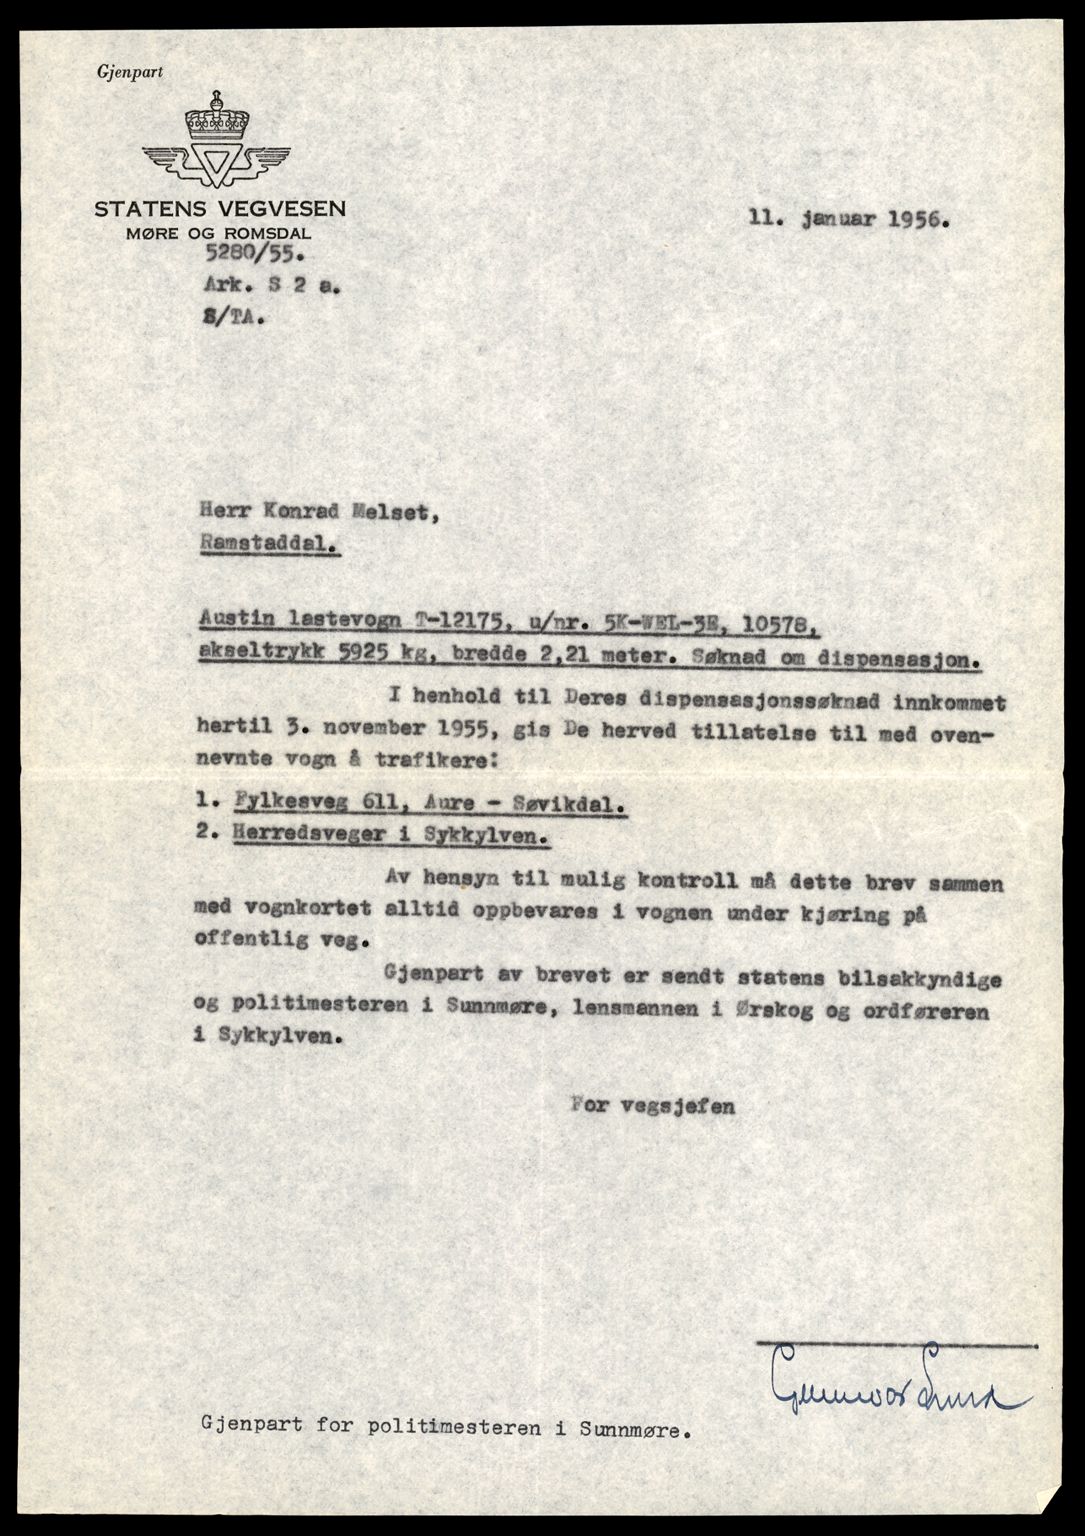 Gjenpart
STATENS VEGVESEN
MØRE OG ROMSDAL
11. januar 1956.
5280/55.
Ark. S 2 a.
S/TA.
Herr Konrad Melset,
Ramstaddal.
Austin lastevogn T-12175, u/nr. 5K-WEL-3E, 10578,
akseltrykk 5925 kg, bredde 2,21 meter. Søknad om dispensasjon.
I henhold til Deres dispensasjonssøknad innkommet
hertil 3. november 1955, gis De herved tillatelse til med oven-
nevnte vogn å trafikere:
1. Fylkesveg 611, Aure - Søvikdal.
2. Herredsveger i Sykkylven.
Av hensyn til mulig kontroll må dette brev sammen
med vognkortet alltid oppbevares i vognen under kjøring på
offentlig veg.
Gjenpart av brevet er sendt statens bilsakkyndige
og politimesteren i Sunnmøre, lensmannen i Ørskog og ordføreren
i Sykkylven.
For vegsjefen
Gunnvor Lund
Gjenpart for politimesteren i Sunnmøre.